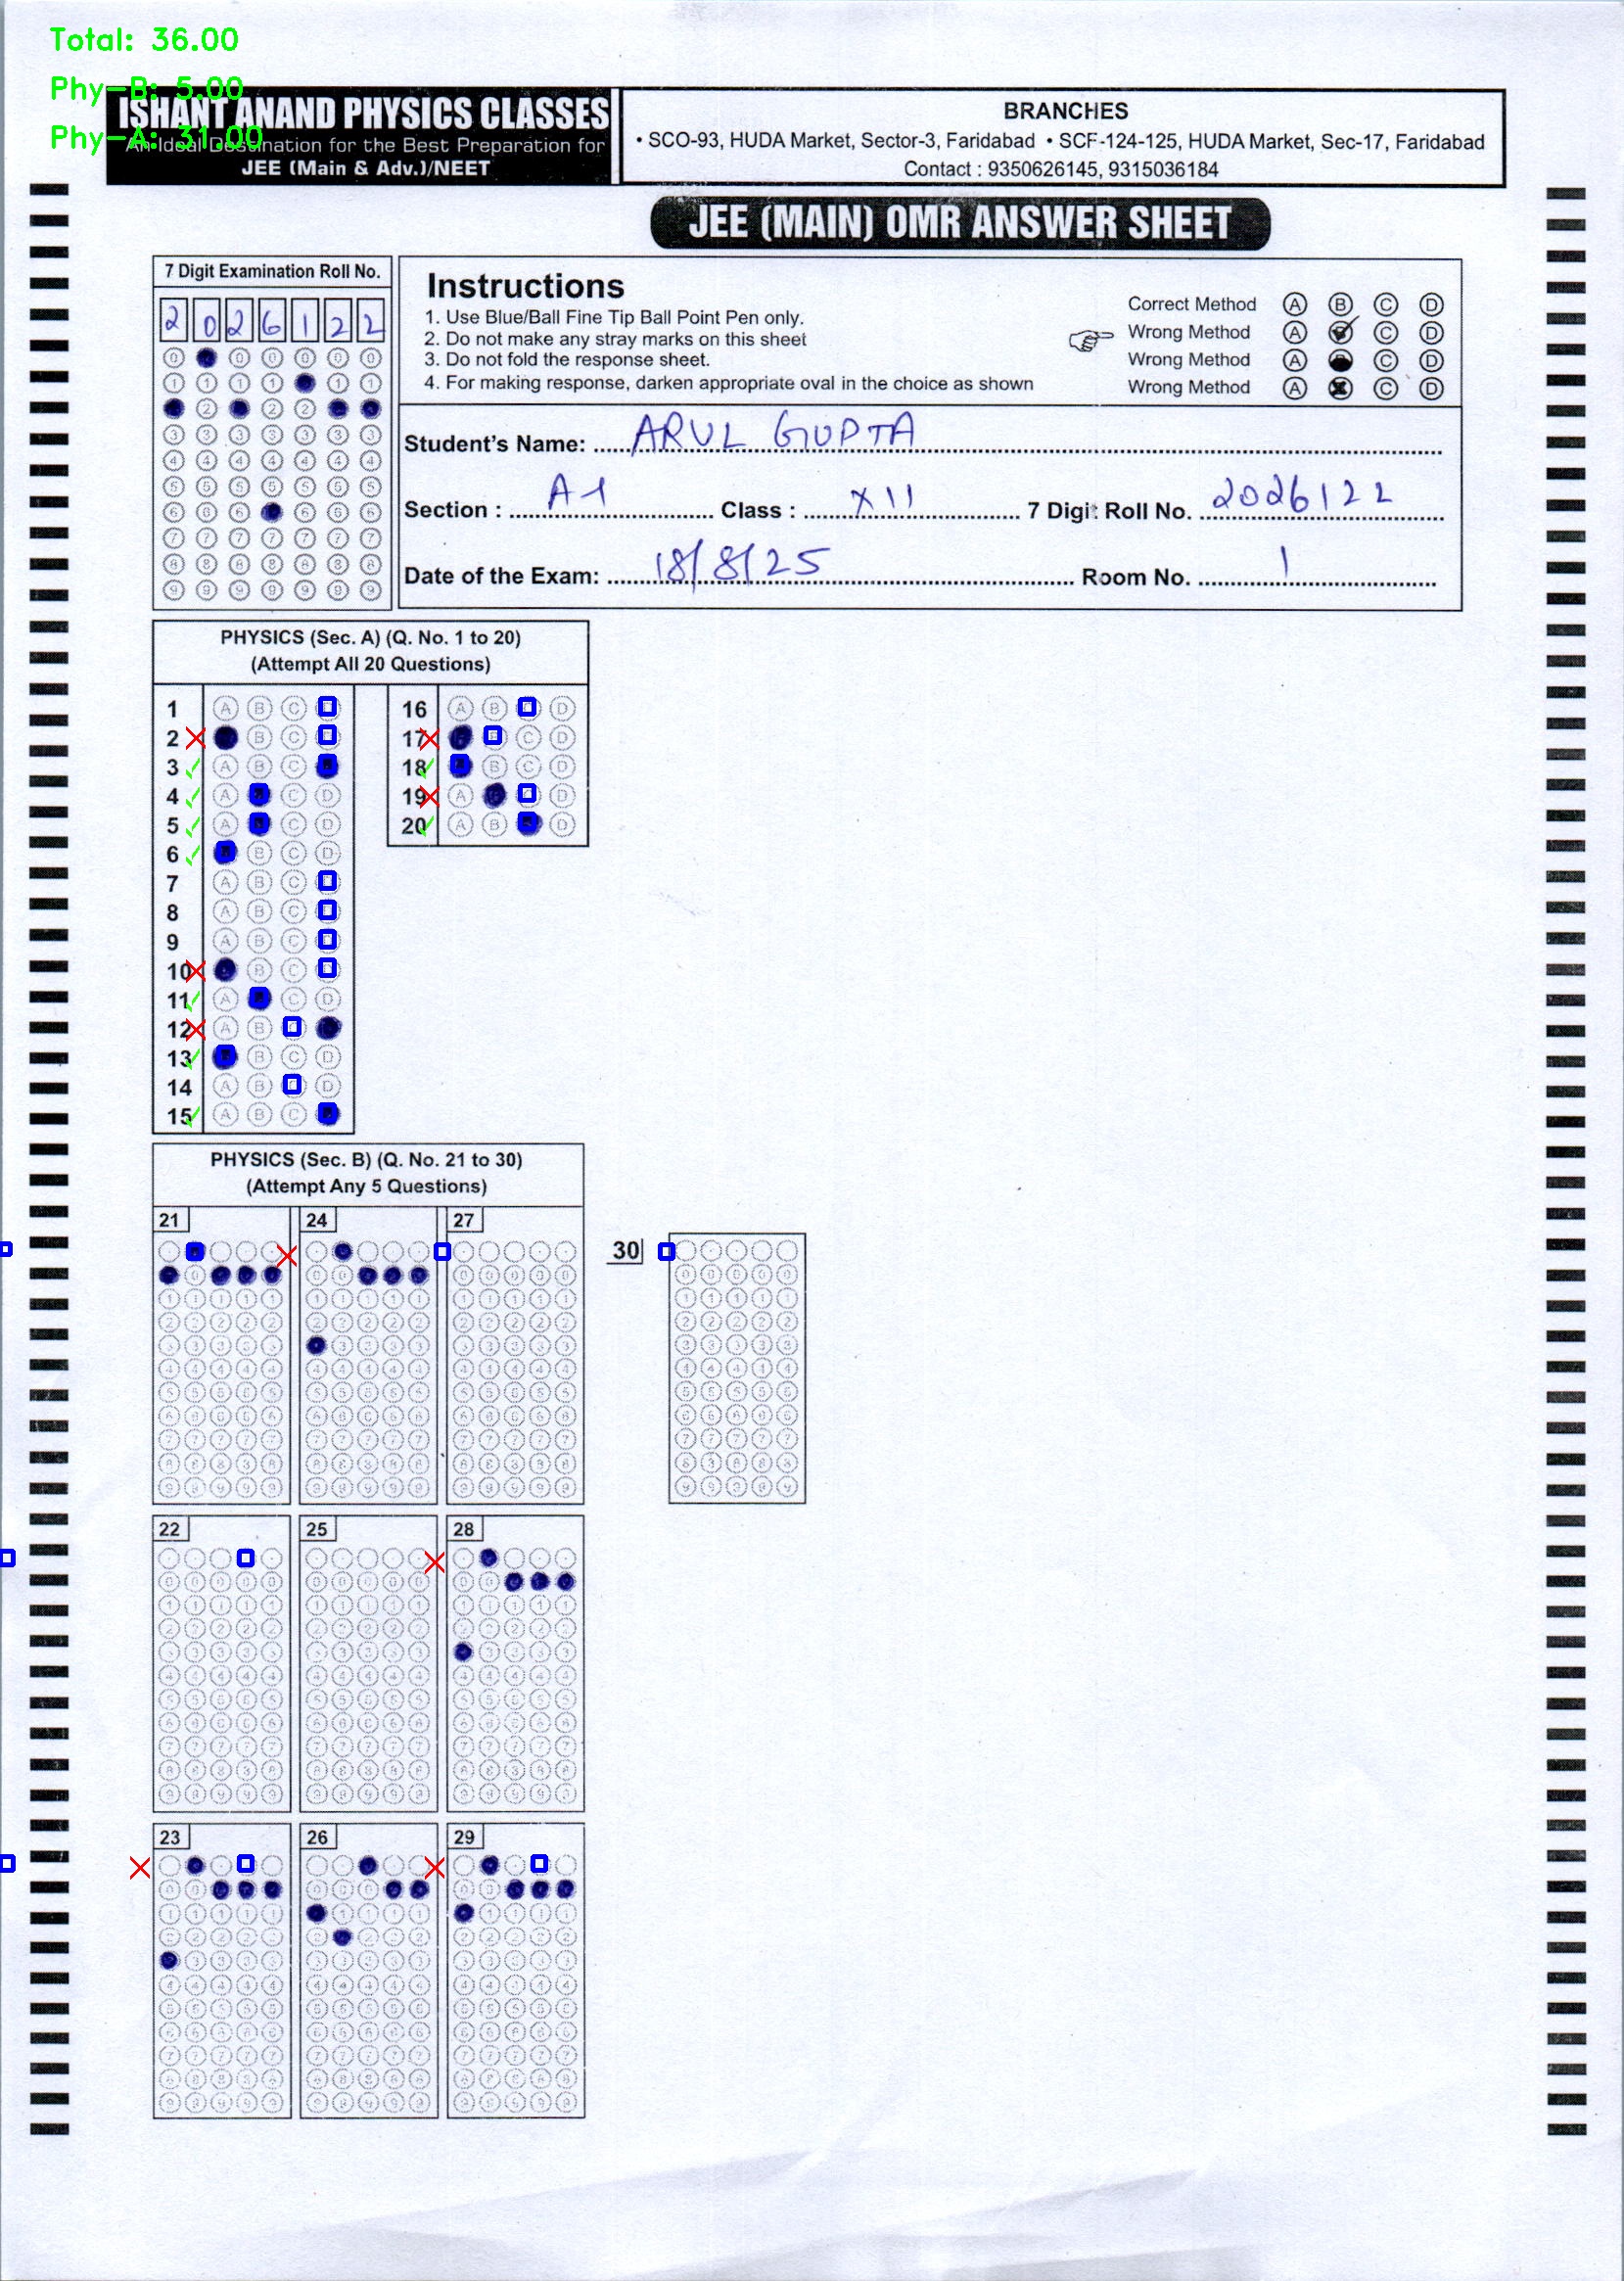 Total: 36.00
Phy-B: 5.00
Phy-A: 31.00
ISHANT ANAND PHYSICS CLASSES
An Ideal Destination for the Best Preparation for
JEE (Main & Adv.)/NEET
BRANCHES
• SCO-93, HUDA Market, Sector-3, Faridabad • SCF-124-125, HUDA Market, Sec-17, Faridabad
Contact : 9350626145, 9315036184
JEE (MAIN) OMR ANSWER SHEET
7 Digit Examination Roll No.
2 0 2 6 1 2 2
Instructions
1. Use Blue/Ball Fine Tip Ball Point Pen only.
2. Do not make any stray marks on this sheet
3. Do not fold the response sheet.
4. For making response, darken appropriate oval in the choice as shown
Correct Method A B C D
Wrong Method A C D
Wrong Method A C D
Wrong Method A C D
Student's Name: ARUL GUPTA
Section : A1 Class : XII 7 Digit Roll No. 2026122
Date of the Exam: 18/8/25 Room No. 1
PHYSICS (Sec. A) (Q. No. 1 to 20)
(Attempt All 20 Questions)
1 A B C
2 B C
3 A B C
4 A C D
5 A C D
6 B C D
7 A B C
8 A B C
9 A B C
10 B C
11 A C D
12 A B
13 B C D
14 A B D
15 A B C
16 A B D
17 C D
18 B C D
19 A D
20 A B D
PHYSICS (Sec. B) (Q. No. 21 to 30)
(Attempt Any 5 Questions)
21 24 27 30
22 25 28
23 26 29